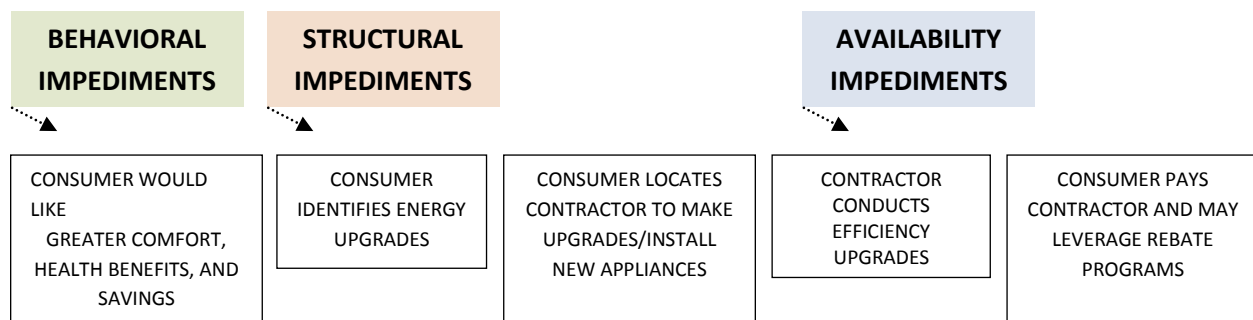 BEHAVIORAL
IMPEDIMENTS
STRUCTURAL
IMPEDIMENTS
AVAILABILITY
IMPEDIMENTS
CONSUMER WOULD
LIKE
GREATER COMFORT,
HEALTH BENEFITS, AND
SAVINGS
CONSUMER
IDENTIFIES ENERGY
UPGRADES
CONSUMER LOCATES
CONTRACTOR TO MAKE
UPGRADES/INSTALL
NEW APPLIANCES
CONTRACTOR
CONDUCTS
EFFICIENCY
UPGRADES
CONSUMER PAYS
CONTRACTOR AND MAY
LEVERAGE REBATE
PROGRAMS